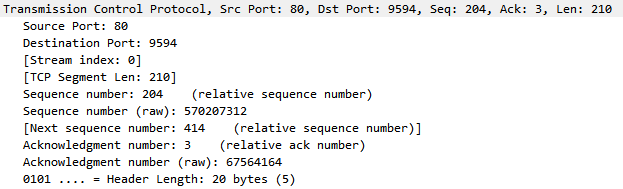 Transmission Control Protocol, Src Port: 80, Dst Port: 9594, Seq: 204, Ack: 3, Len: 210
Source Port: 80
Destination Port: 9594
[Stream index: 0]
[TCP Segment Len: 210]
Sequence number: 204    (relative sequence number)
Sequence number (raw): 570207312
[Next sequence number: 414    (relative sequence number)]
Acknowledgment number: 3    (relative ack number)
Acknowledgment number (raw): 67564164
0101 .... = Header Length: 20 bytes (5)